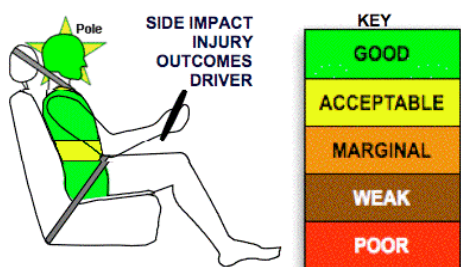 Pole
SIDE IMPACT
INJURY
OUTCOMES
DRIVER
KEY
GOOD
ACCEPTABLE
MARGINAL
WEAK
POOR